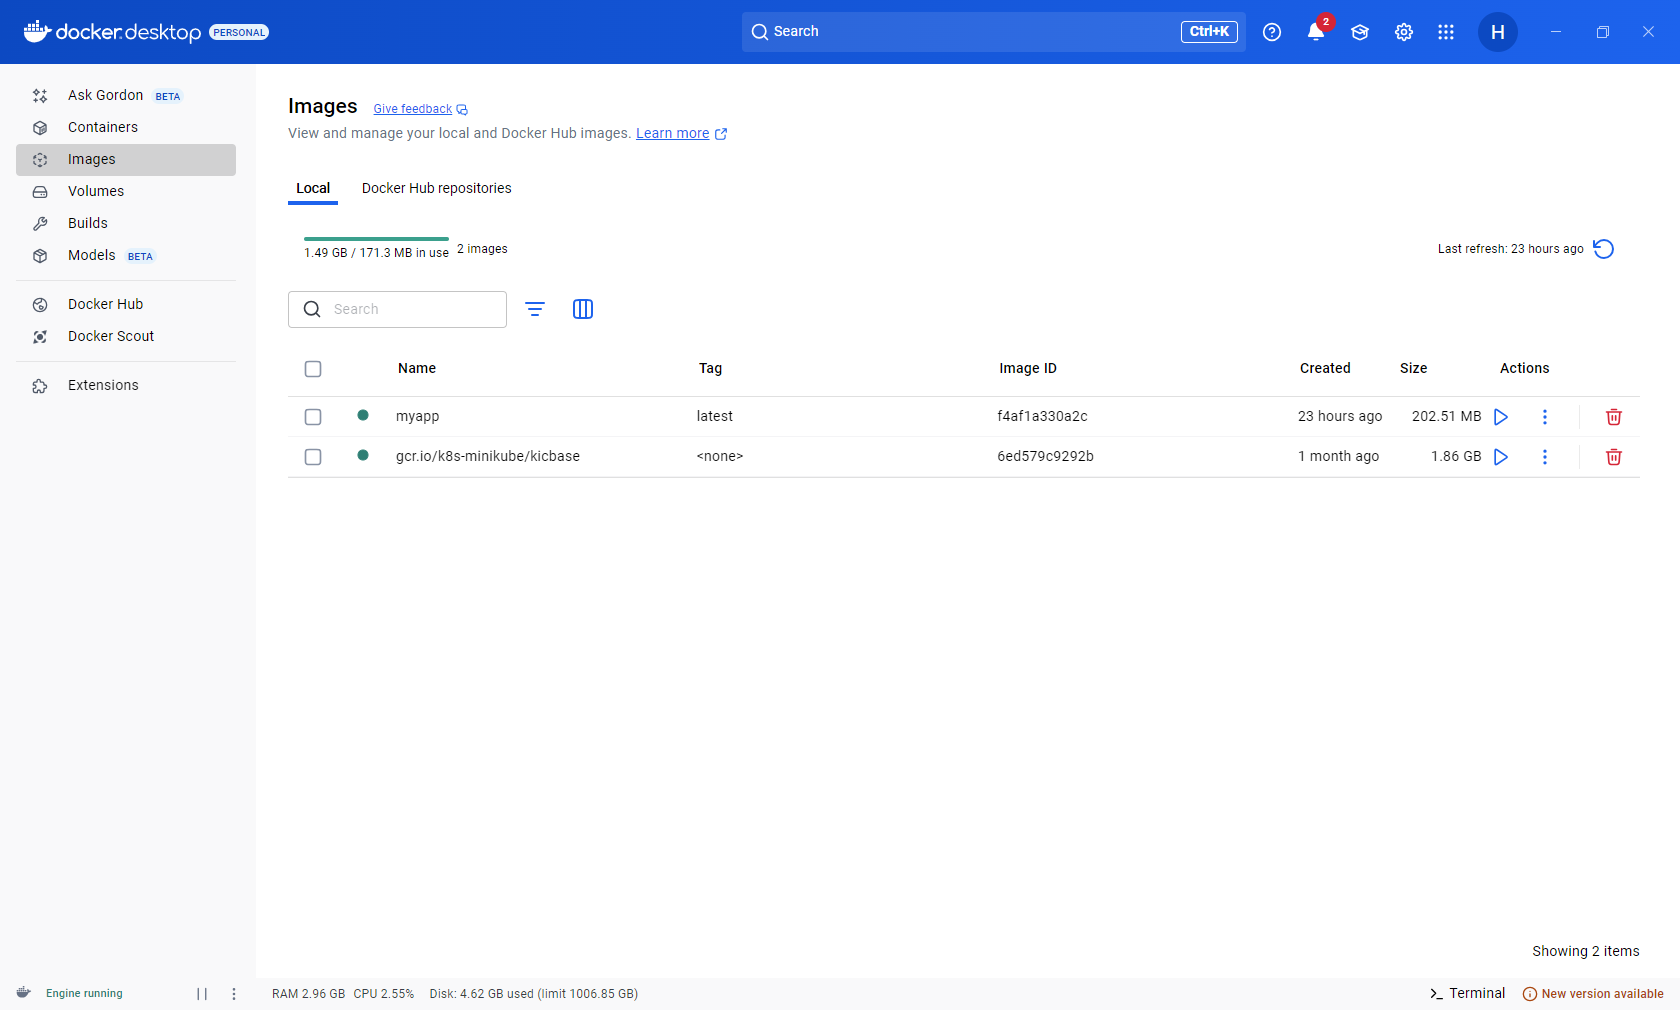 docker.desktop PERSONAL
Search Ctrl+K
2
H
Ask Gordon BETA
Containers
Images
Volumes
Builds
Models BETA
Docker Hub
Docker Scout
Extensions
Images Give feedback
View and manage your local and Docker Hub images. Learn more
Local Docker Hub repositories
1.49 GB / 171.3 MB in use 2 images
Last refresh: 23 hours ago
Search
Name Tag Image ID Created Size Actions
myapp latest f4af1a330a2c 23 hours ago 202.51 MB
gcr.io/k8s-minikube/kicbase <none> 6ed579c9292b 1 month ago 1.86 GB
Showing 2 items
Engine running
RAM 2.96 GB CPU 2.55% Disk: 4.62 GB used (limit 1006.85 GB)
>_ Terminal
New version available